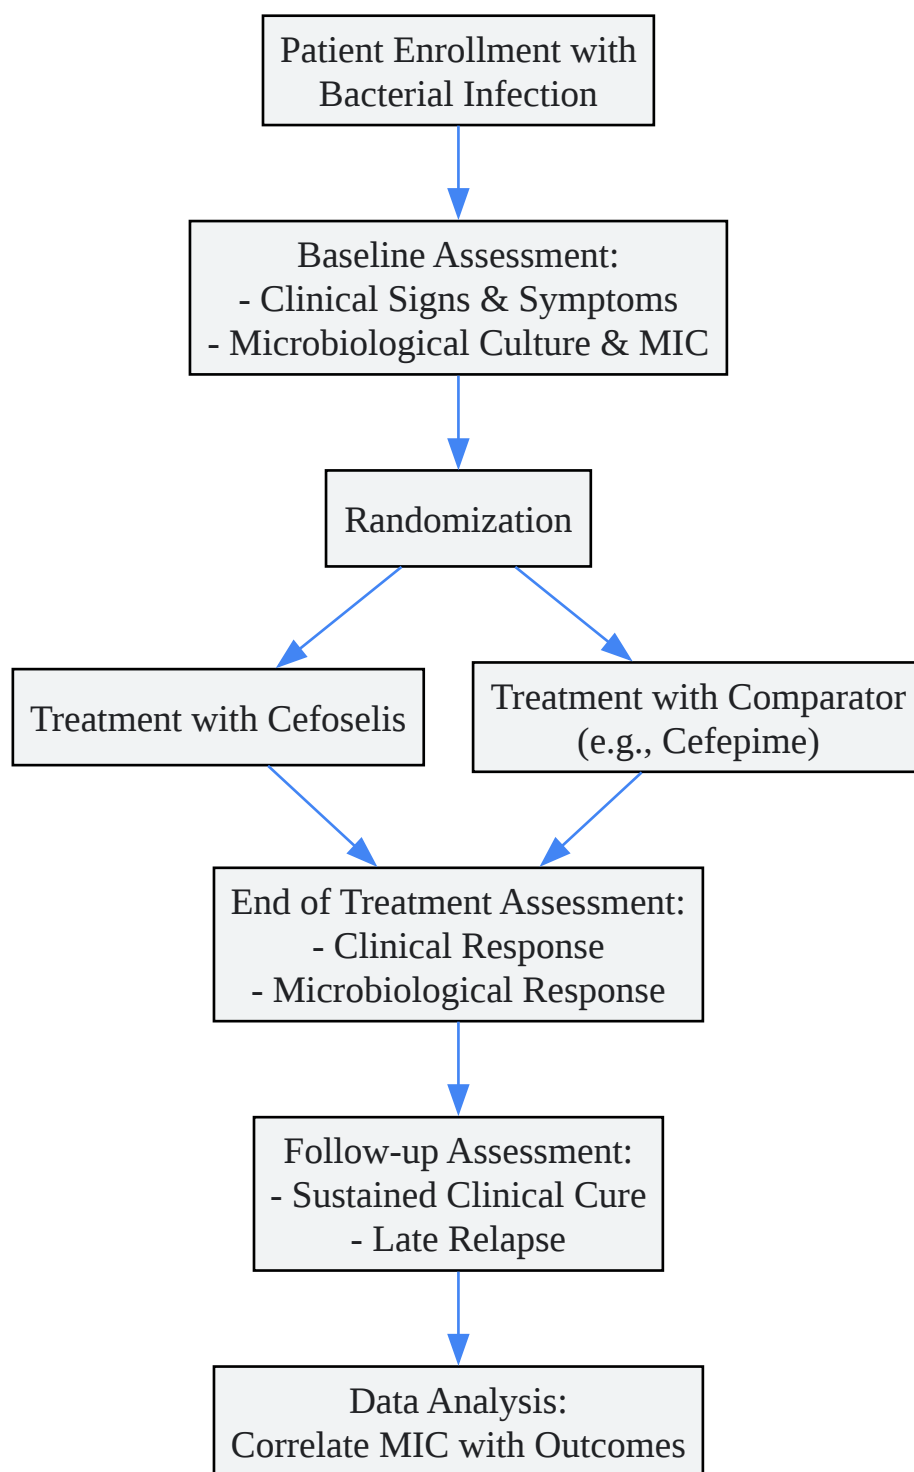 Patient Enrollment with
Bacterial Infection
Baseline Assessment:
- Clinical Signs & Symptoms
- Microbiological Culture & MIC
Randomization
Treatment with Cefoselis
Treatment with Comparator
(e.g., Cefepime)
End of Treatment Assessment:
- Clinical Response
- Microbiological Response
Follow-up Assessment:
- Sustained Clinical Cure
- Late Relapse
Data Analysis:
Correlate MIC with Outcomes